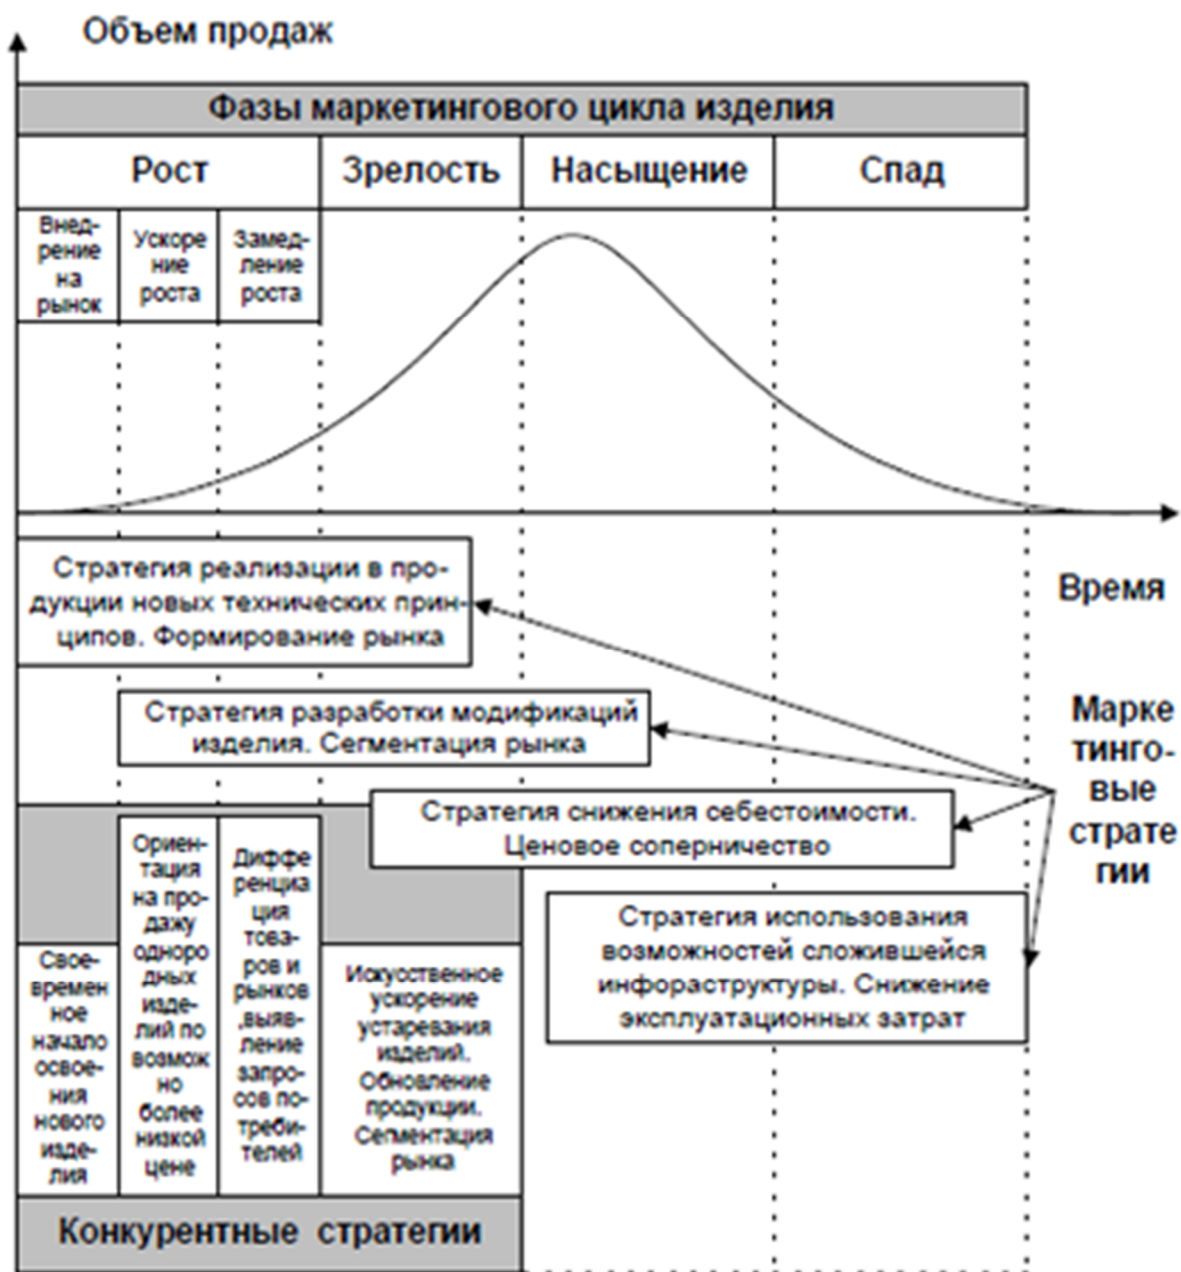 Объем продаж
Фазы маркетингового цикла изделия
Рост
Зрелость
Насыщение
Спад
Внед-
рение
на
рынок
Ускоре
ние
роста
Замед-
ление
роста
Стратегия реализации в про-
дукции новых технических прин-
ципов. Формирование рынка
Время
Стратегия разработки модификаций
изделия. Сегментация рынка
Марке
тинго-
вые
страте
гии
Стратегия снижения себестоимости.
Ценовое соперничество
Стратегия использования
возможностей сложившейся
инфораструктуры. Снижение
эксплуатационных затрат
Свое-
времен
ное
начало
освое-
ния
нового
изде-
лия
Ориен-
тация
на про-
дажу
одноро
дных
изде-
лий по
возмож
но
более
низкой
цене
Диффе
ренциа
ция
това-
ров и
рынков
,выяв-
ление
запро-
сов по-
треби-
телей
Искусственное
ускорение
устаревания
изделий.
Обновление
продукции.
Сегментация
рынка
Конкурентные стратегии